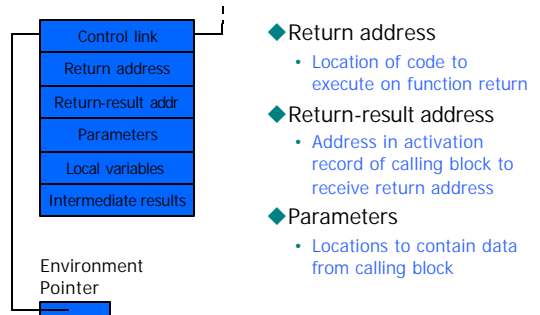 Control link
Return address
Return-result addr
Parameters
Local variables
Intermediate results
Environment
Pointer
◆Return address
• Location of code to
execute on function return
◆Return-result address
• Address in activation
record of calling block to
receive return address
◆Parameters
• Locations to contain data
from calling block